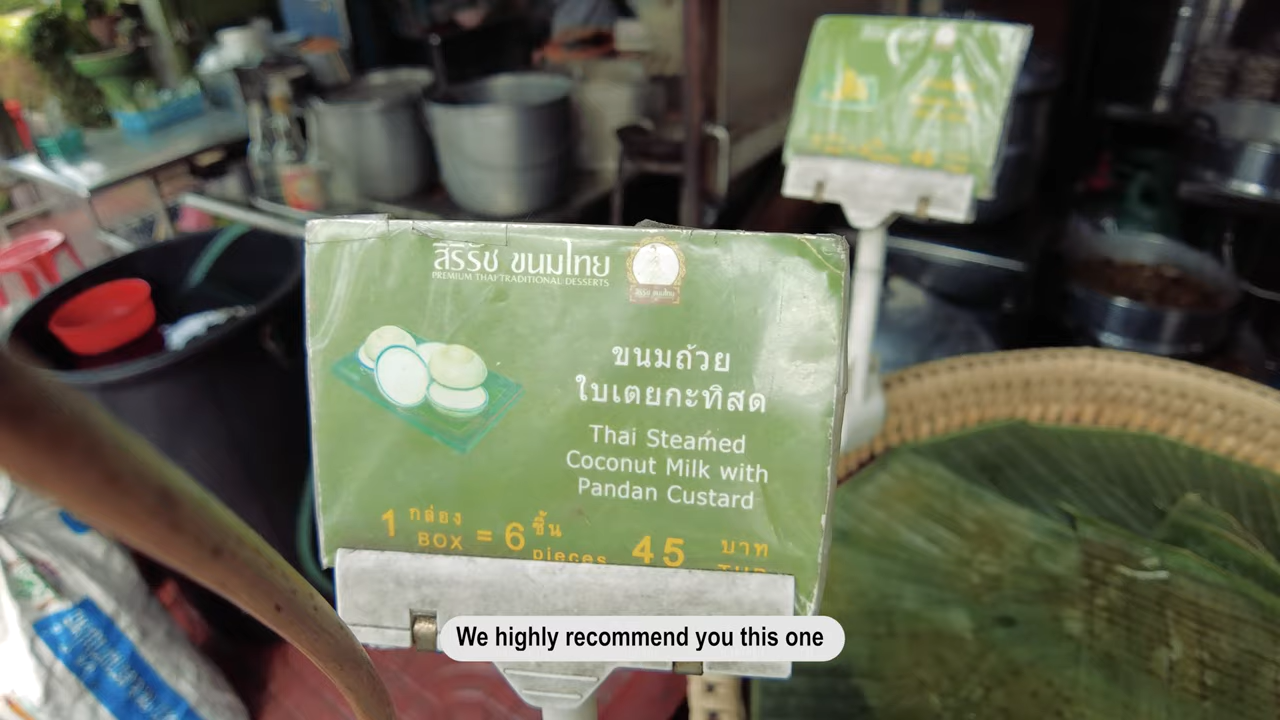 สิรีรัช ขนมไทย
PREMIUM THAI TRADITIONAL DESSERTS
ขนมถ้วย
ใบเตยกะทิสด
Thai Steamed
Coconut Milk with
Pandan Custard
1 กล่อง BOX = 6 ชิ้น pieces 45 บาท THB
We highly recommend you this one